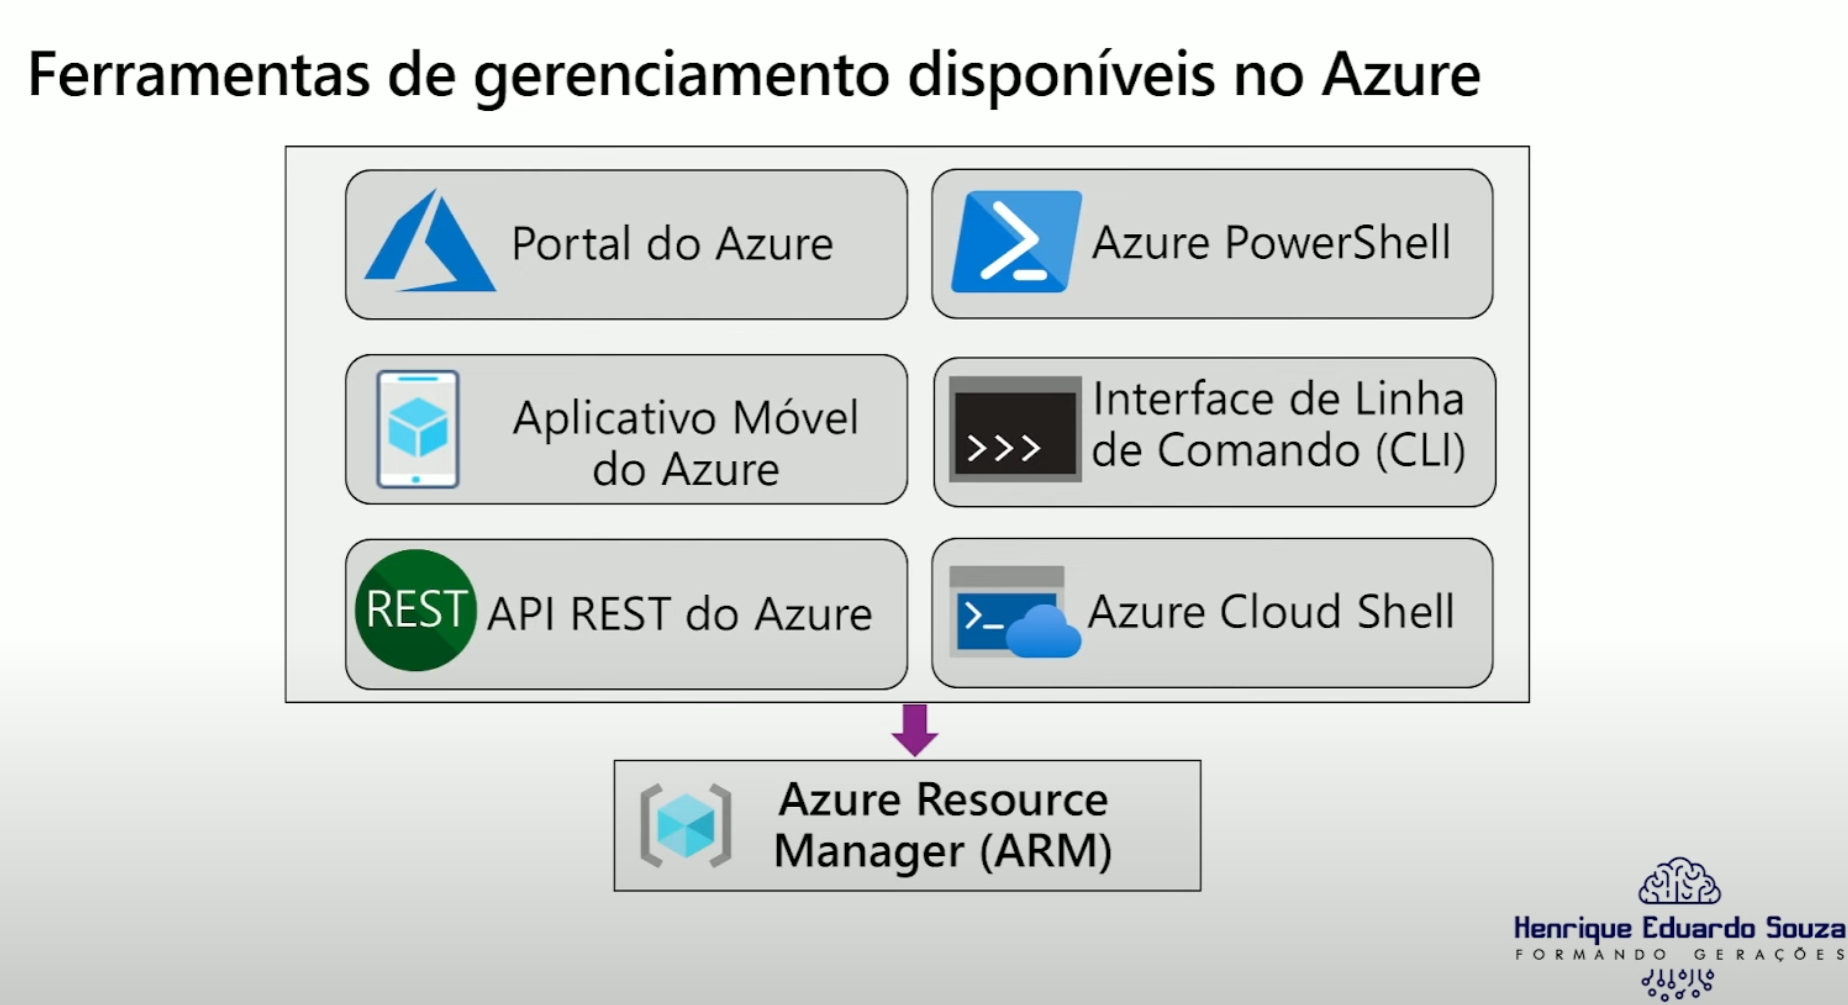 Ferramentas de gerenciamento disponíveis no Azure
Portal do Azure
Azure PowerShell
Aplicativo Móvel
do Azure
Interface de Linha
de Comando (CLI)
>>>
REST
API REST do Azure
>_
Azure Cloud Shell
Azure Resource
Manager (ARM)
Henrique Eduardo Souza
FORMANDO GERAÇÕES